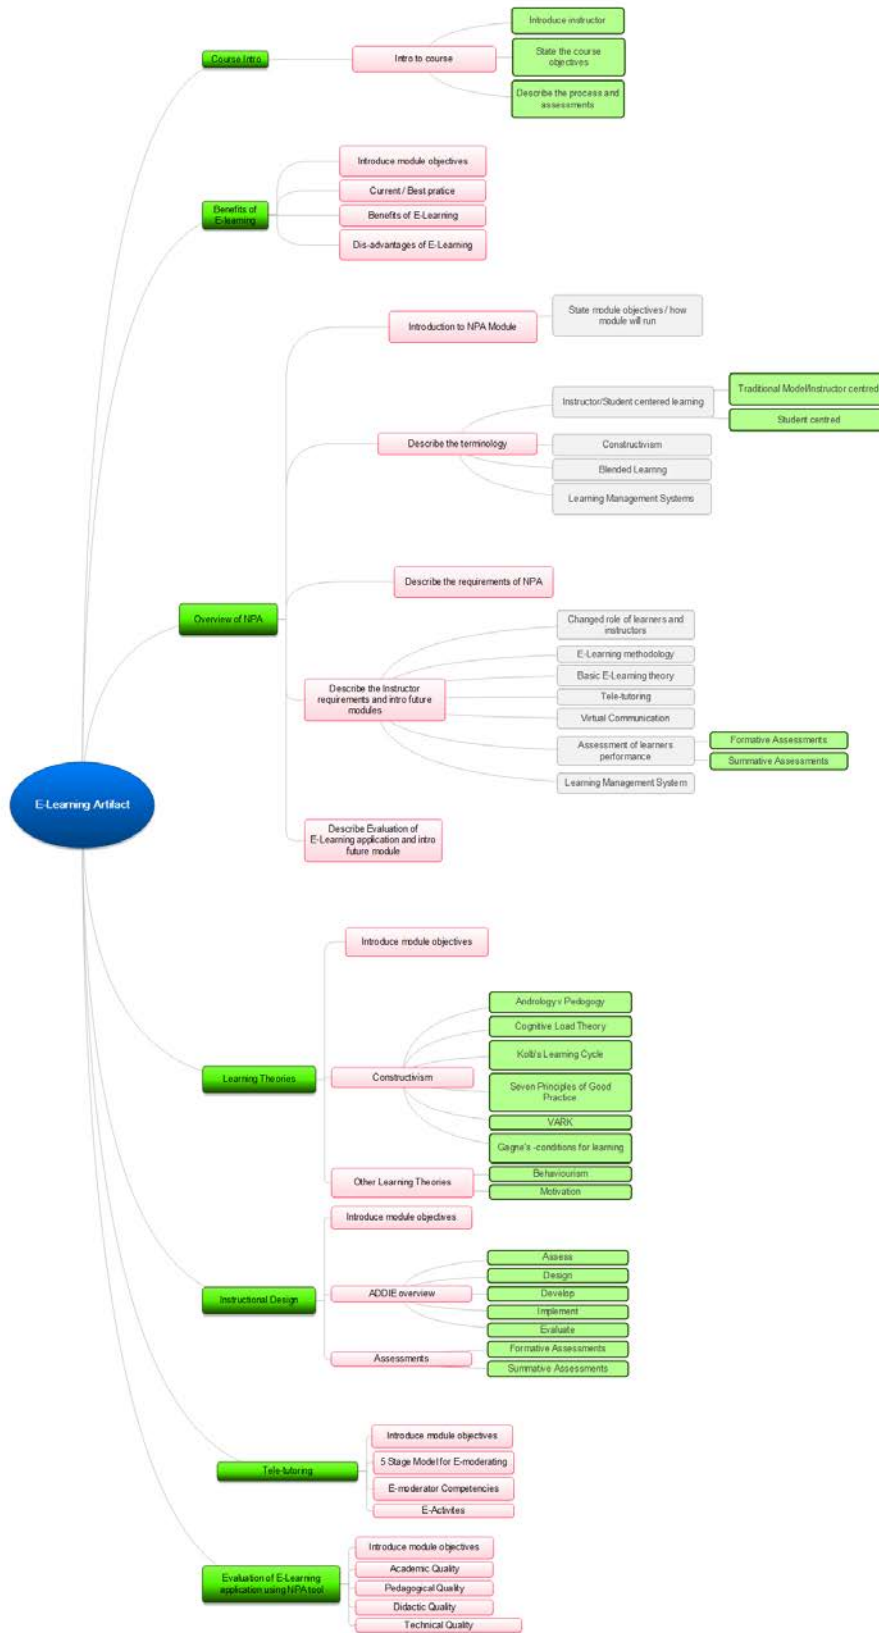 E-Learning Artifact
Course Intro
Intro to course
Introduce instructor
State the course
objectives
Describe the process and
assessments
Benefits of
E-learning
Introduce module objectives
Current / Best pratice
Benefits of E-Learning
Dis-advantages of E-Learning
Overview of NPA
Introduction to NPA Module
State module objectives / how
module will run
Describe the terminology
Instructor/Student centered learning
Traditional Model/Instructor centred
Student centred
Constructivism
Blended Learnng
Learning Management Systems
Describe the requirements of NPA
Describe the Instructor
requirements and intro future
modules
Changed role of learners and
instructors
E-Learning methodology
Basic E-Learning theory
Tele-tutoring
Virtual Communication
Assessment of learners
performance
Formative Assessments
Summative Assessments
Learning Management System
Describe Evaluation of
E-Learning application and intro
future module
Learning Theories
Introduce module objectives
Constructivism
Andrology v Pedogogy
Cognitive Load Theory
Kolb's Learning Cycle
Seven Principles of Good
Practice
VARK
Gagne's -conditions for learning
Other Learning Theories
Behaviourism
Motivation
Instructional Design
Introduce module objectives
ADDIE overview
Assess
Design
Develop
Implement
Evaluate
Assessments
Formative Assessments
Summative Assessments
Tele-tutoring
Introduce module objectives
5 Stage Model for E-moderating
E-moderator Competencies
E-Activites
Evaluation of E-Learning
application using NPA tool
Introduce module objectives
Academic Quality
Pedagogical Quality
Didactic Quality
Technical Quality